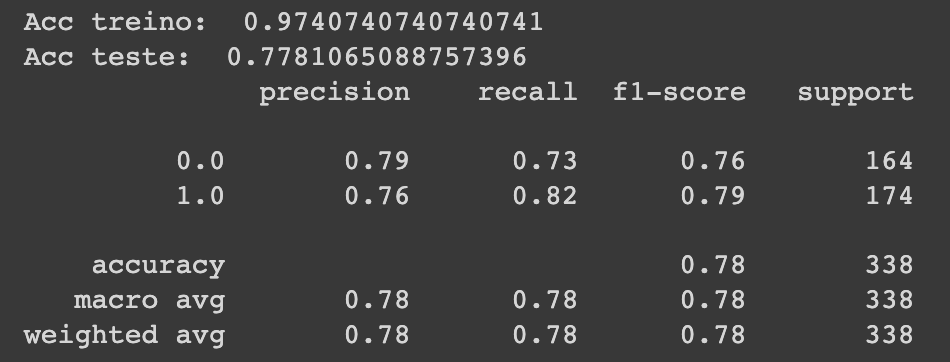 Acc treino:  0.9740740740740741
Acc teste:  0.7781065088757396
precision recall f1-score support
0.0 0.79 0.73 0.76 164
1.0 0.76 0.82 0.79 174
accuracy 0.78 338
macro avg 0.78 0.78 0.78 338
weighted avg 0.78 0.78 0.78 338